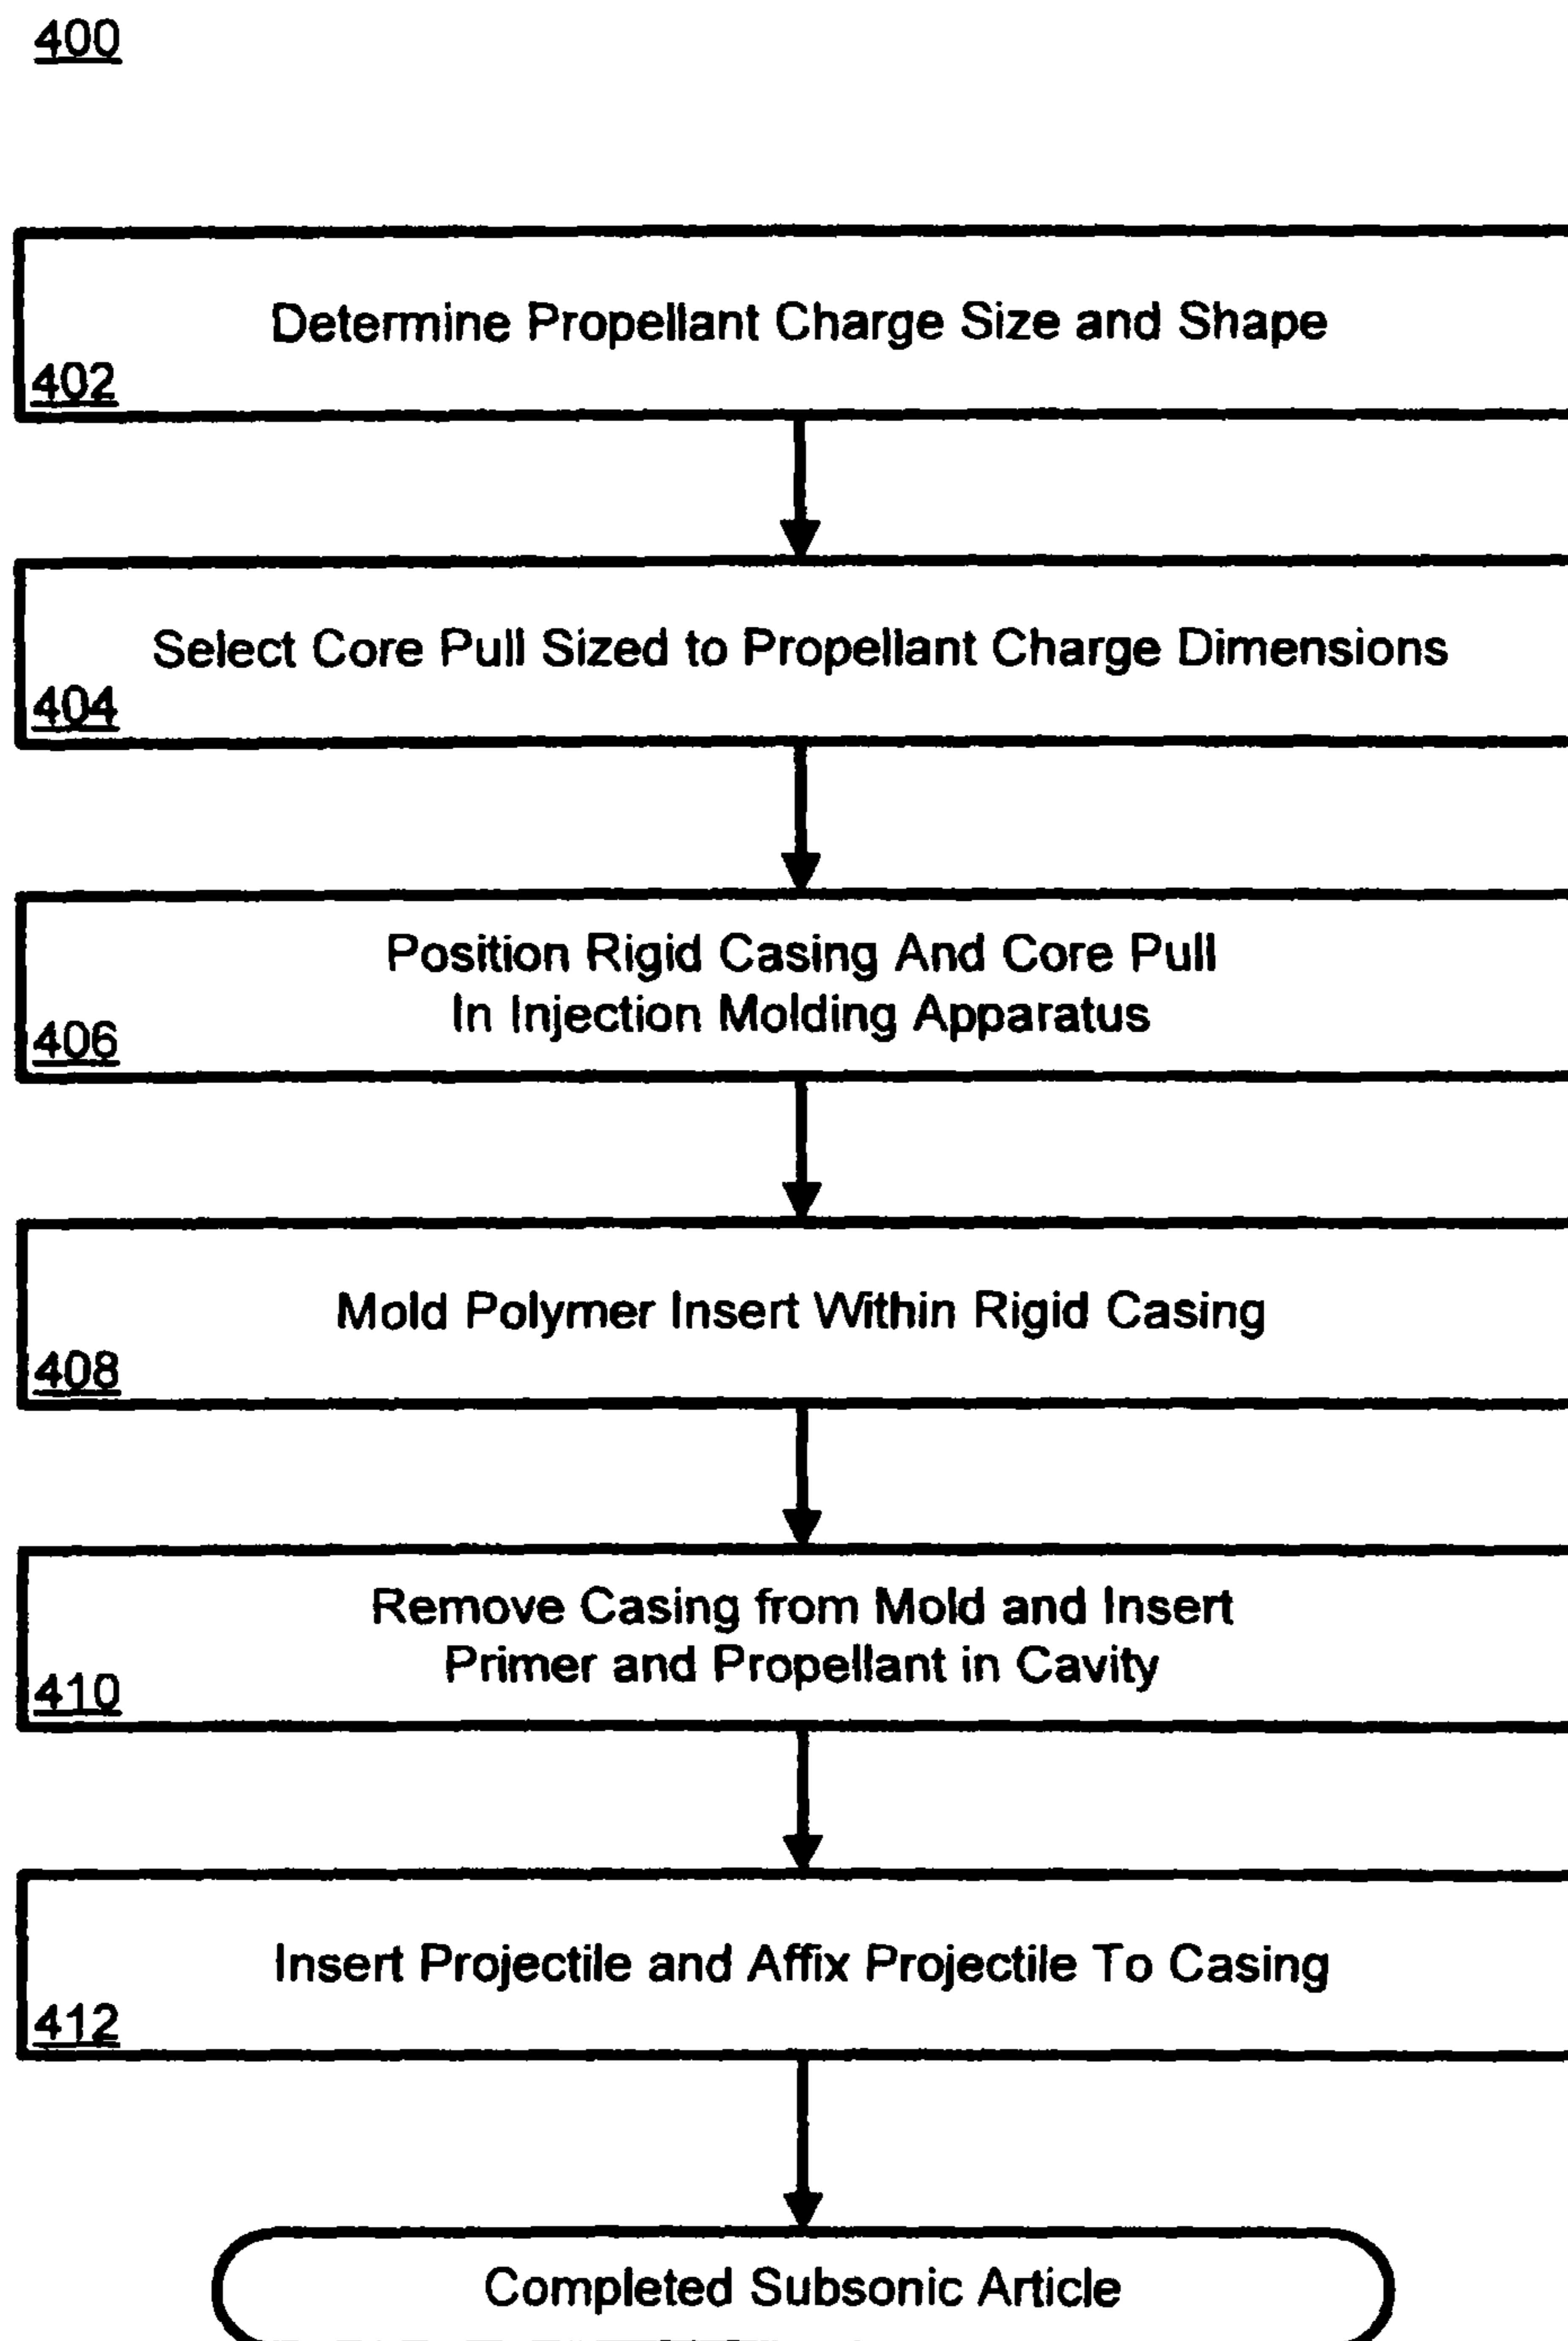 400
Determine Propellant Charge Size and Shape
402
Select Core Pull Sized to Propellant Charge Dimensions
404
Position Rigid Casing And Core Pull
In Injection Molding Apparatus
406
Mold Polymer Insert Within Rigid Casing
408
Remove Casing from Mold and Insert
Primer and Propellant in Cavity
410
Insert Projectile and Affix Projectile To Casing
412
Completed Subsonic Article